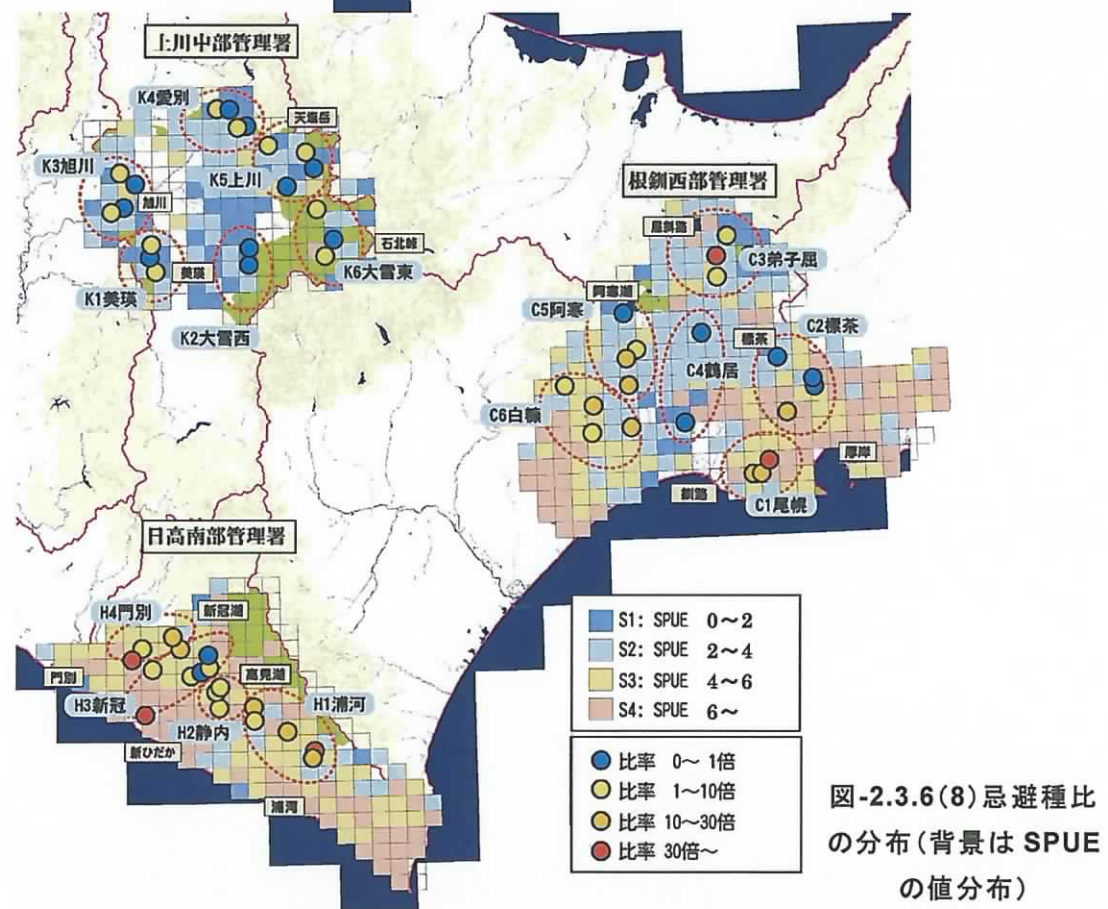 上川中部管理署
K4愛別
天塩岳
K3旭川
K5上川
旭川
石北峠
K6大雪東
美瑛
K1美瑛
K2大雪西
根釧西部管理署
屈斜路
C3弟子屈
阿寒湖
C5阿寒
C2標茶
標茶
C4鶴居
C6白糠
厚岸
釧路
C1尾幌
日高南部管理署
H4門別
新冠湖
門別
高見湖
H3新冠
H1浦河
H2静内
新ひだか
浦河
S1: SPUE 0~2
S2: SPUE 2~4
S3: SPUE 4~6
S4: SPUE 6~
比率 0~ 1倍
比率 1~10倍
比率 10~30倍
比率 30倍~
図-2.3.6(8)忌避種比
の分布(背景は SPUE
の値分布)